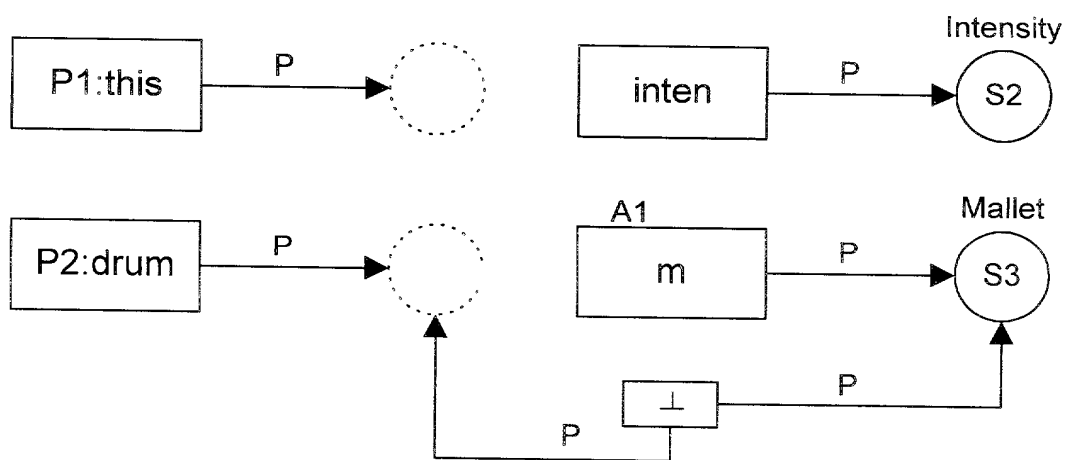 Intensity
P1:this
P
inten
P
S2
A1
Mallet
P2:drum
P
m
P
S3
⊥
P
P